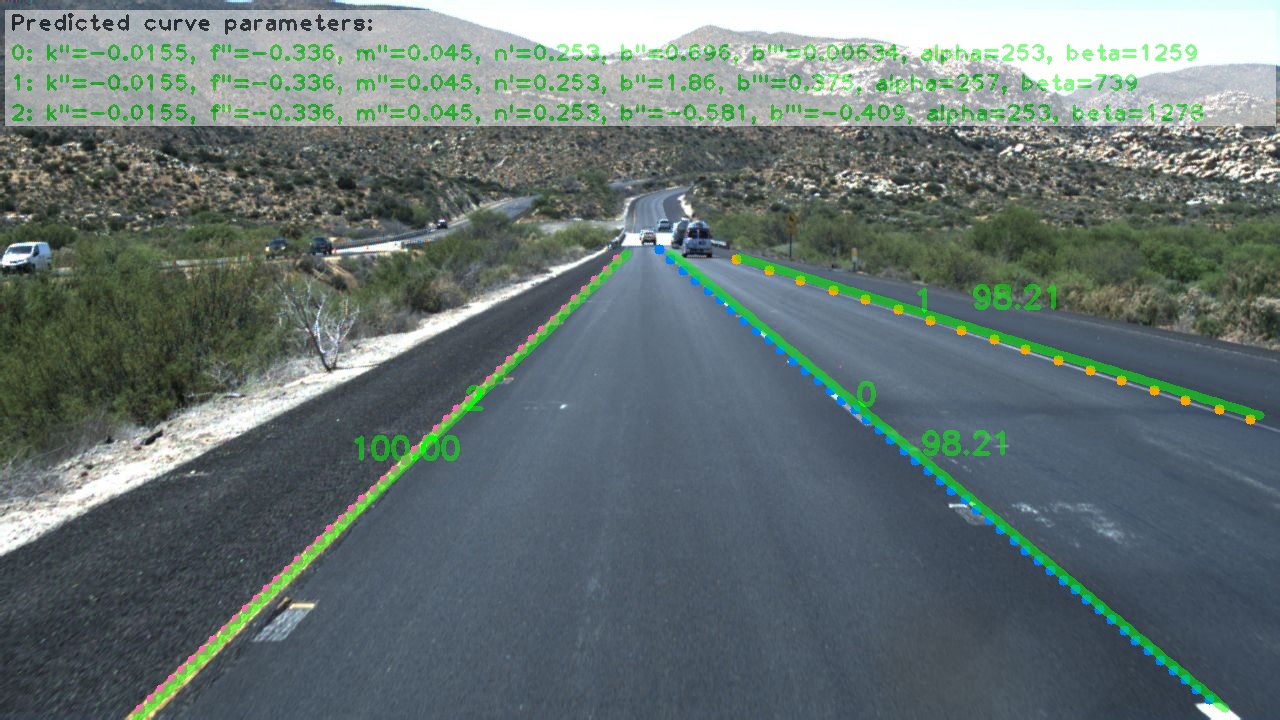 Predicted curve parameters:
0: k''=-0.0155, f''=-0.336, m''=0.045, n'=0.253, b''=0.696, b'''=0.00634, alpha=253, beta=1259
1: k''=-0.0155, f''=-0.336, m''=0.045, n'=0.253, b''=1.86, b'''=0.375, alpha=257, beta=739
2: k''=-0.0155, f''=-0.336, m''=0.045, n'=0.253, b''=-0.581, b'''=-0.409, alpha=253, beta=1278
1 98.21
2
0
100.00
98.21